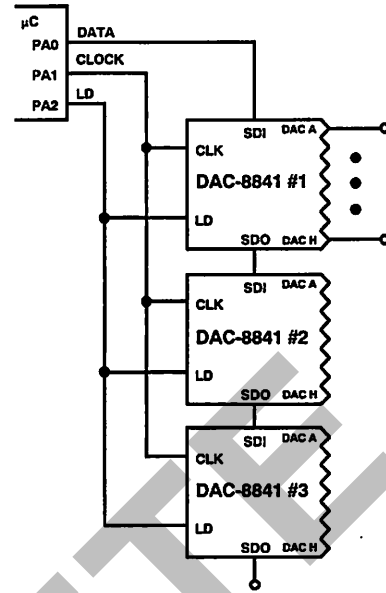 µC
DATA
PA0
CLOCK
PA1
LD
PA2
SDI DAC A
CLK
DAC-8841 #1
LD
SDO DAC H
SDI DAC A
CLK
DAC-8841 #2
LD
SDO DAC H
SDI DAC A
CLK
DAC-8841 #3
LD
SDO DAC H